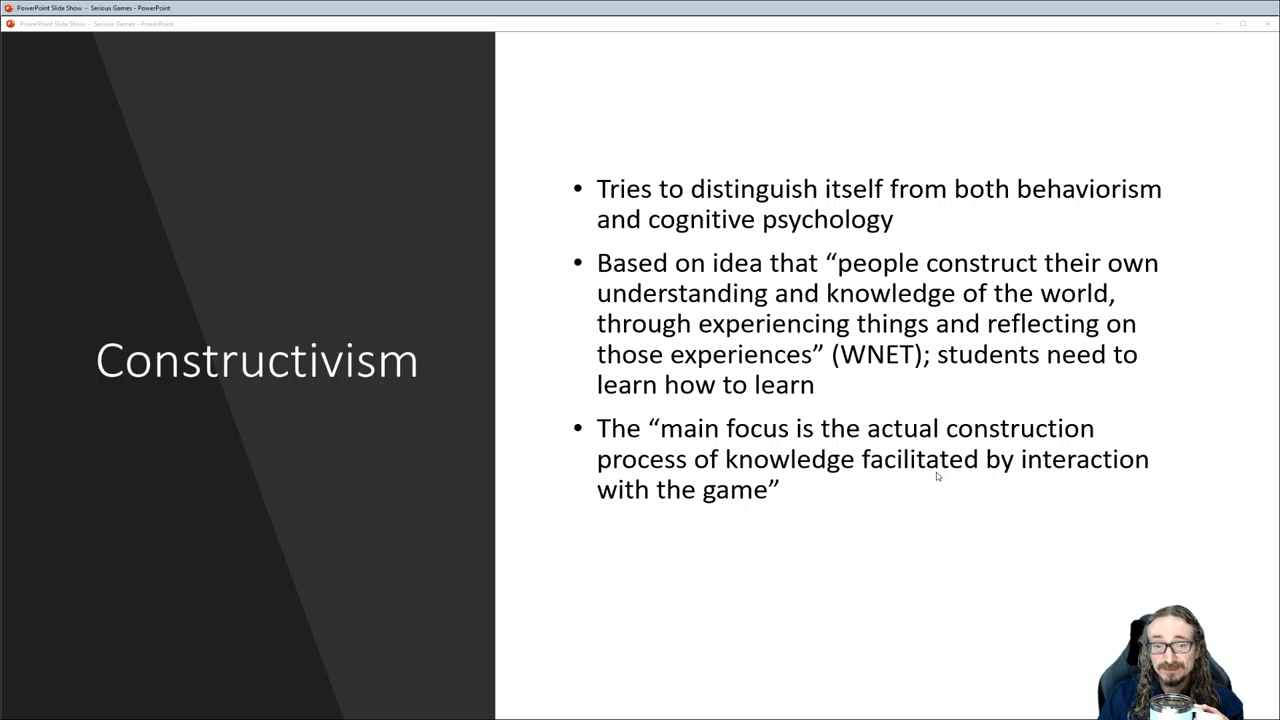 PowerPoint Slide Show - Serious Games - PowerPoint
PowerPoint Slide Show - Serious Games - PowerPoint
Constructivism
• Tries to distinguish itself from both behaviorism
and cognitive psychology
• Based on idea that “people construct their own
understanding and knowledge of the world,
through experiencing things and reflecting on
those experiences” (WNET); students need to
learn how to learn
• The “main focus is the actual construction
process of knowledge facilitated by interaction
with the game”